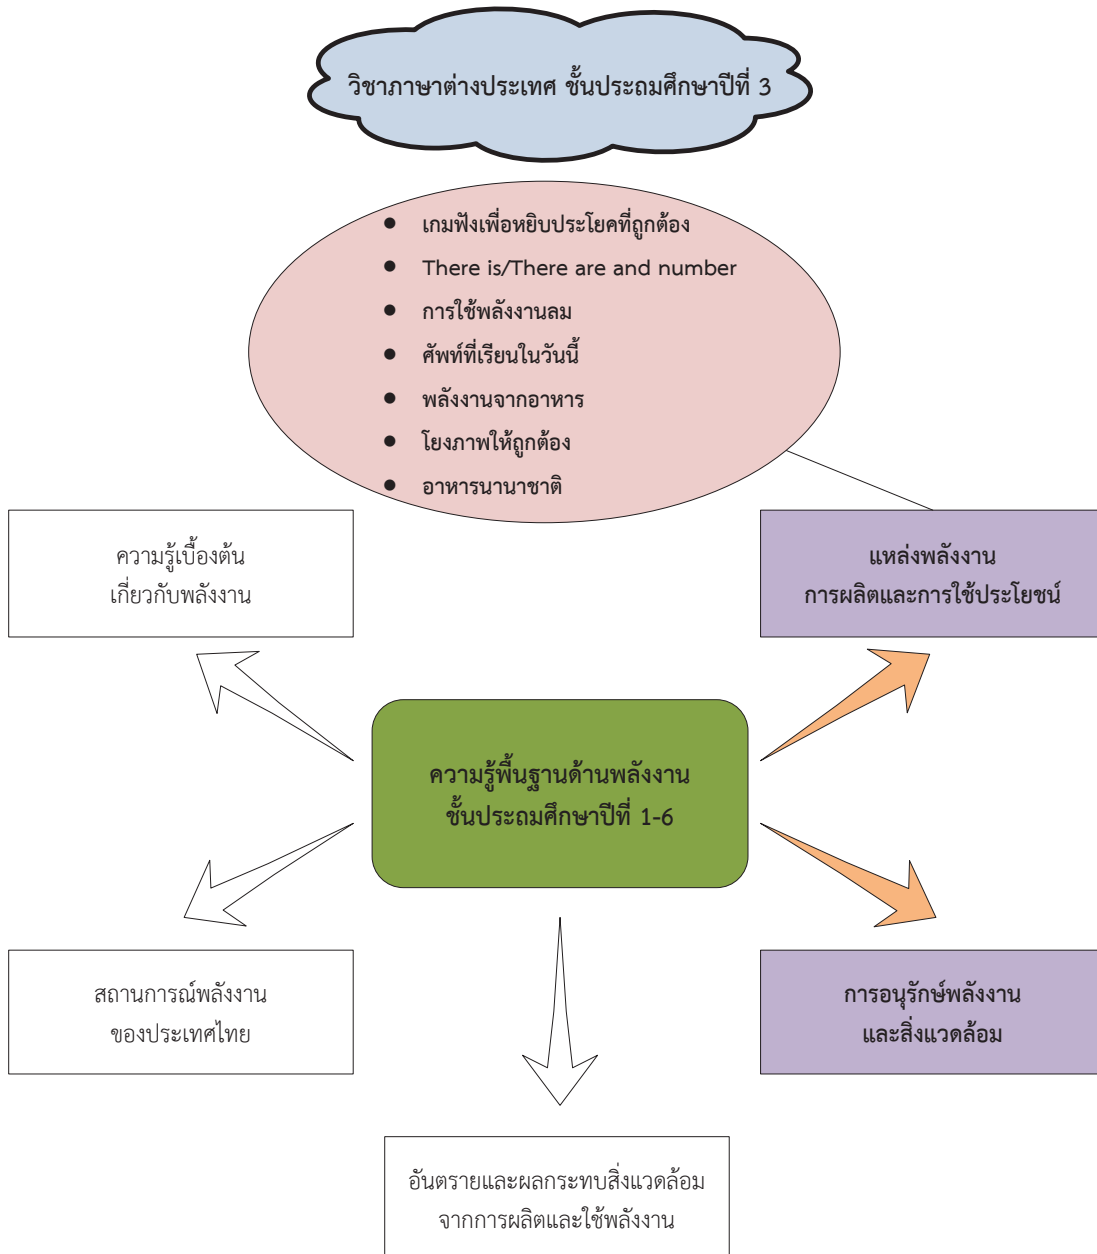 วิชาภาษาต่างประเทศ ชั้นประถมศึกษาปีที่ 3
● เกมฟังเพื่อหยิบประโยคที่ถูกต้อง
● There is/There are and number
● การใช้พลังงานลม
● ศัพท์ที่เรียนในวันนี้
● พลังงานจากอาหาร
● โยงภาพให้ถูกต้อง
● อาหารนานาชาติ
ความรู้เบื้องต้น
เกี่ยวกับพลังงาน
แหล่งพลังงาน
การผลิตและการใช้ประโยชน์
ความรู้พื้นฐานด้านพลังงาน
ชั้นประถมศึกษาปีที่ 1-6
สถานการณ์พลังงาน
ของประเทศไทย
การอนุรักษ์พลังงาน
และสิ่งแวดล้อม
อันตรายและผลกระทบสิ่งแวดล้อม
จากการผลิตและใช้พลังงาน